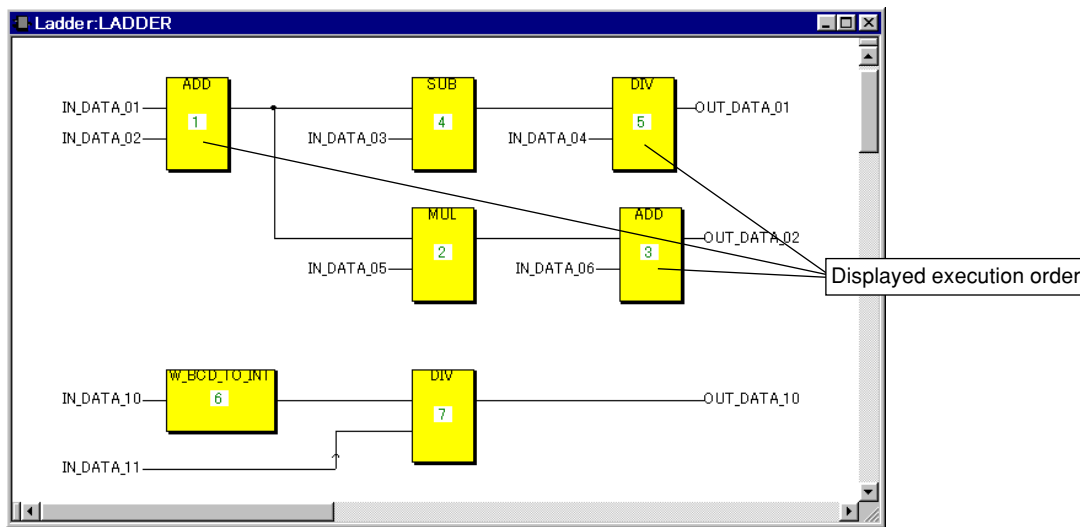 Ladder:LADDER
ADD
SUB
DIV
IN_DATA_01
OUT_DATA_01
1
4
5
IN_DATA_02
IN_DATA_03
IN_DATA_04
MUL
ADD
OUT_DATA_02
2
3
IN_DATA_05
IN_DATA_06
Displayed execution order
W_BCD_TO_INT
DIV
IN_DATA_10
6
OUT_DATA_10
7
IN_DATA_11